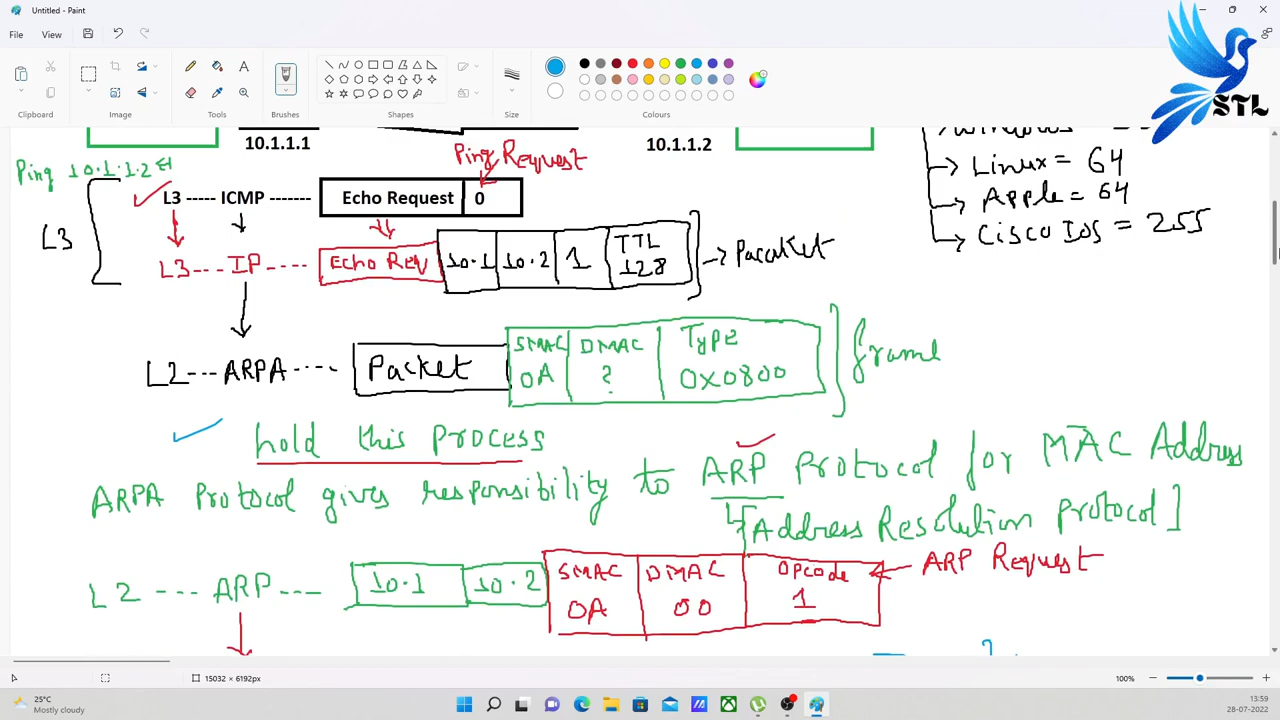 Untitled - Paint
File View
Clipboard Image Tools Brushes Shapes Size Colours
STL
10.1.1.1 10.1.1.2
Linux = 64
Apple = 64
Cisco Ios = 255
Ping 10.1.1.2
Ping Request
L3 ----- ICMP ------- Echo Request 0
L3
L3---IP---- Echo Rev 10.1 10.2 1 TTL 128 Pacatket
L2---ARPA---- Packet SMAC 0A DMAC ? Type 0X0800 frame
hold this process
ARPA Protocol gives responsibility to ARP Protocol for MAC Address
[Address Resolution Protocol]
L2 --- ARP --- 10.1 10.2 SMAC 0A DMAC 00 Opcode 1 ARP Request
15032 × 6192px 100%
25°C
Mostly cloudy
13:59
28-07-2022